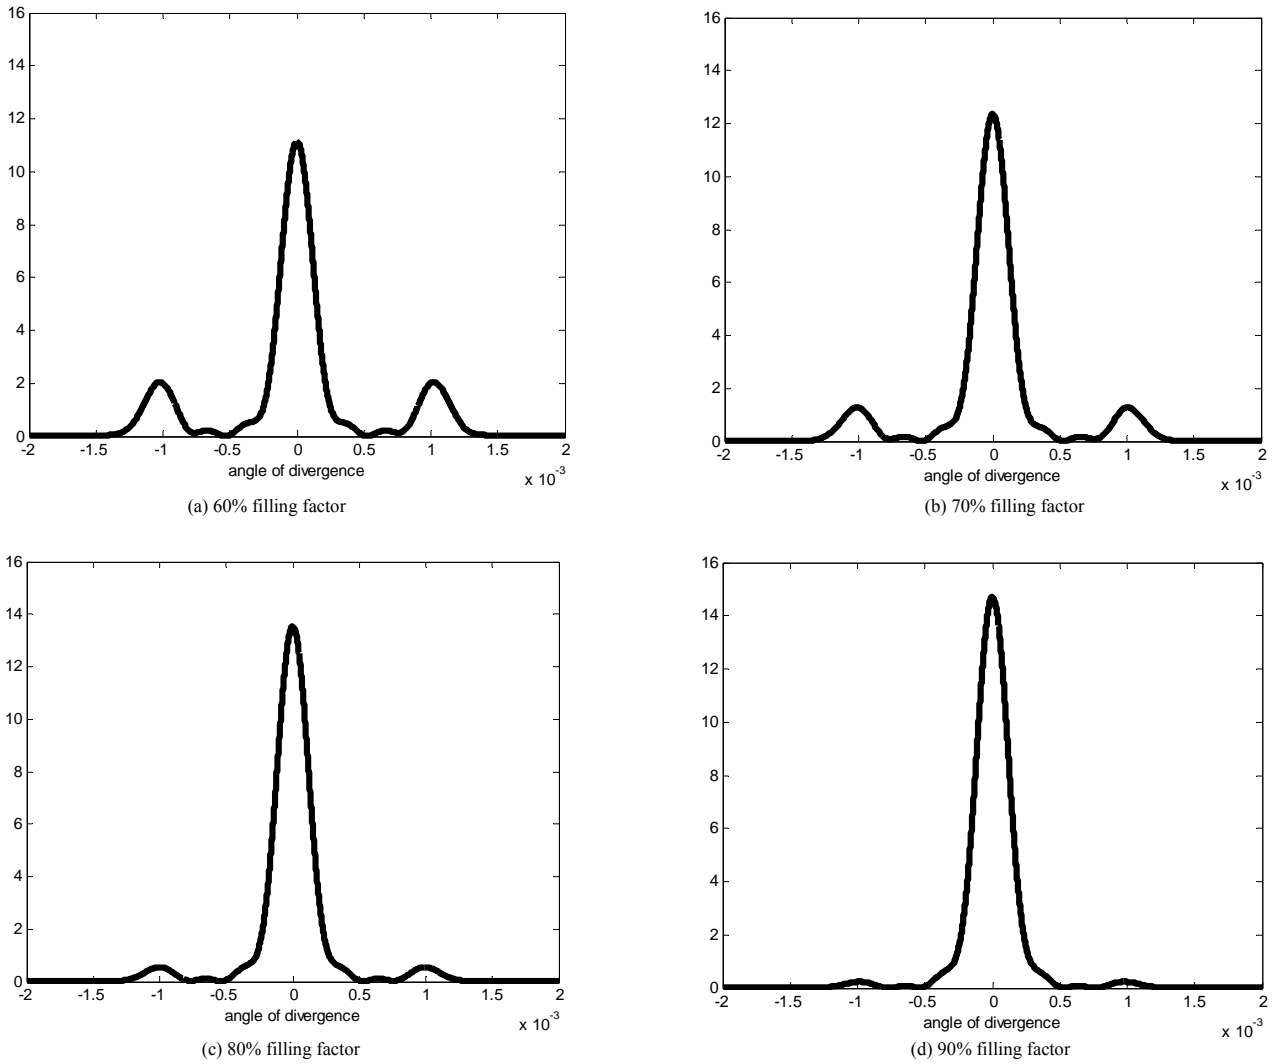 16
14
12
10
8
6
4
2
0
-2 -1.5 -1 -0.5 0 0.5 1 1.5 2
angle of divergence
x 10^-3
(a) 60% filling factor
16
14
12
10
8
6
4
2
0
-2 -1.5 -1 -0.5 0 0.5 1 1.5 2
angle of divergence
x 10^-3
(b) 70% filling factor
16
14
12
10
8
6
4
2
0
-2 -1.5 -1 -0.5 0 0.5 1 1.5 2
angle of divergence
x 10^-3
(c) 80% filling factor
16
14
12
10
8
6
4
2
0
-2 -1.5 -1 -0.5 0 0.5 1 1.5 2
angle of divergence
x 10^-3
(d) 90% filling factor